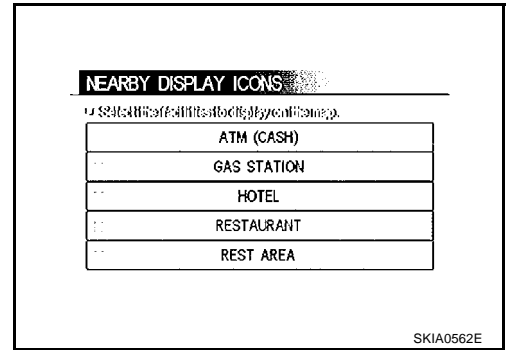 NEARBY DISPLAY ICONS
ATM (CASH)
GAS STATION
HOTEL
RESTAURANT
REST AREA
SKIA0562E